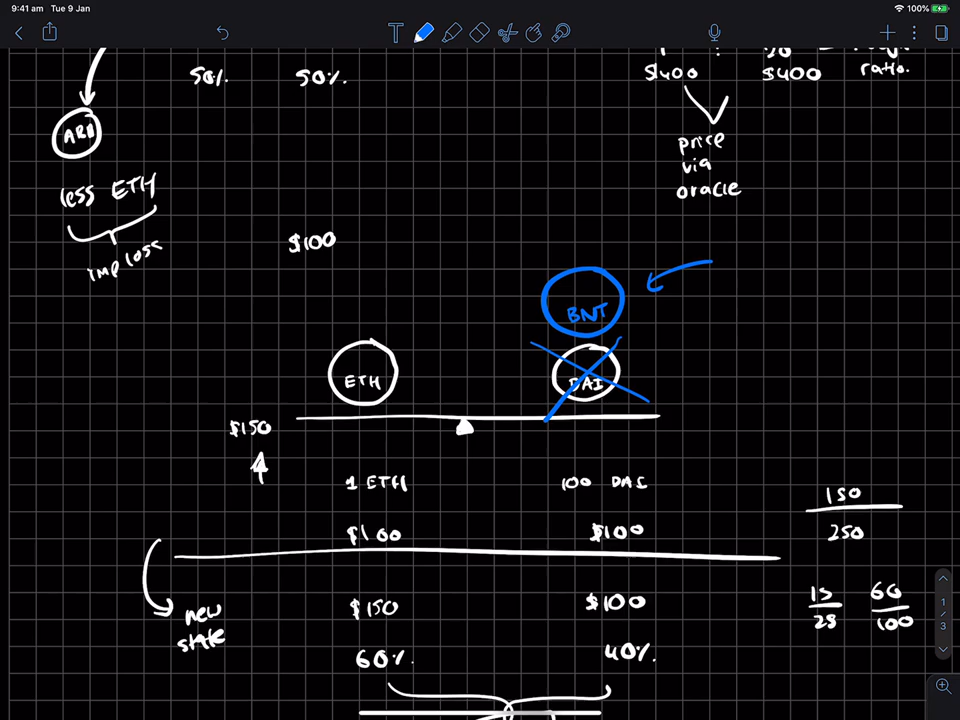 9:41 am Tue 9 Jan
100%
50%. 50%.
$400 $400 ratio.
ARB
price
via
oracle
less ETH
imp loss
$100
BNT
ETH DAI
$150
1 ETH 100 DAI
$100 $100
150
250
new
state
$150 $100
15
25
60
100
60%. 40%.
1
/
3